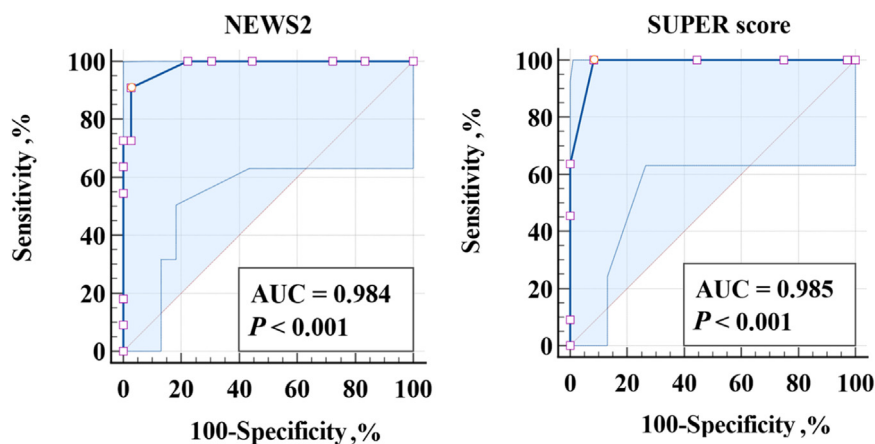 NEWS2
100
80
60
40
20
0
Sensitivity ,%
AUC = 0.984
P < 0.001
0 20 40 60 80 100
100-Specificity ,%
SUPER score
100
80
60
40
20
0
Sensitivity ,%
AUC = 0.985
P < 0.001
0 20 40 60 80 100
100-Specificity ,%